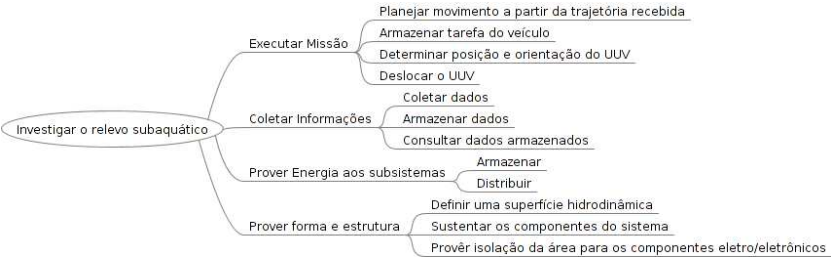 Investigar o relevo subaquático
Executar Missão
Planejar movimento a partir da trajetória recebida
Armazenar tarefa do veículo
Determinar posição e orientação do UUV
Deslocar o UUV
Coletar Informações
Coletar dados
Armazenar dados
Consultar dados armazenados
Prover Energia aos subsistemas
Armazenar
Distribuir
Prover forma e estrutura
Definir uma superfície hidrodinâmica
Sustentar os componentes do sistema
Provêr isolação da área para os componentes eletro/eletrônicos